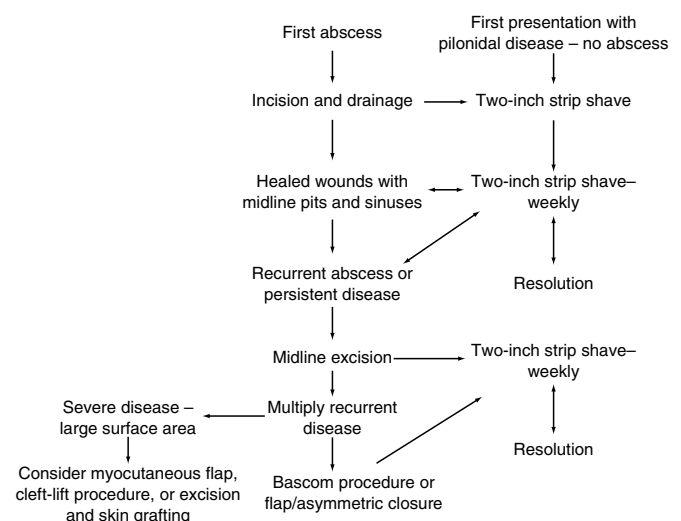 First abscess
First presentation with
pilonidal disease – no abscess
Incision and drainage
Two-inch strip shave
Healed wounds with
midline pits and sinuses
Two-inch strip shave–
weekly
Recurrent abscess or
persistent disease
Resolution
Midline excision
Two-inch strip shave–
weekly
Severe disease –
large surface area
Multiply recurrent
disease
Resolution
Consider myocutaneous flap,
cleft-lift procedure, or excision
and skin grafting
Bascom procedure or
flap/asymmetric closure